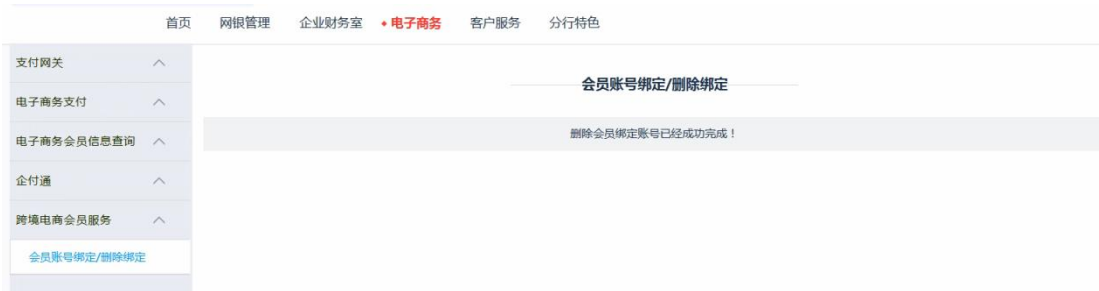 首页 网银管理 企业财务室 电子商务 客户服务 分行特色
支付网关
电子商务支付
电子商务会员信息查询
企付通
跨境电商会员服务
会员账号绑定/删除绑定
会员账号绑定/删除绑定
删除会员绑定账号已经成功完成！